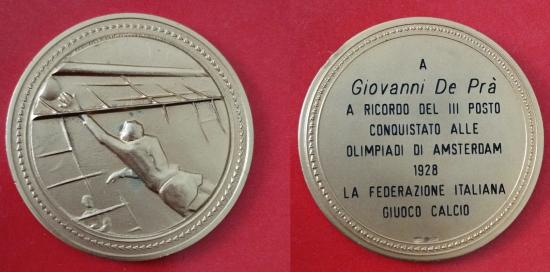 A
Giovanni De Prà
A RICORDO DEL III POSTO
CONQUISTATO ALLE
OLIMPIADI DI AMSTERDAM
1928
LA FEDERAZIONE ITALIANA
GIUOCO CALCIO